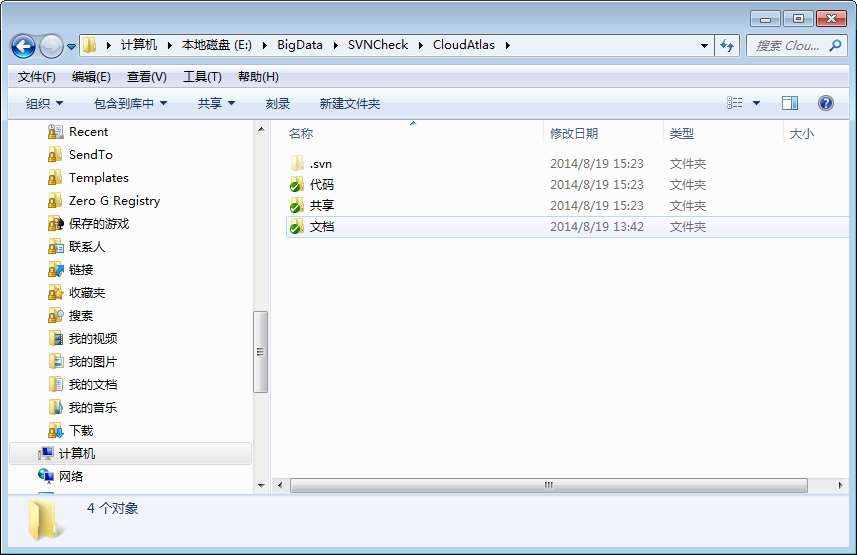 计算机 本地磁盘 (E:) BigData SVNCheck CloudAtlas 搜索 Clou...
文件(F) 编辑(E) 查看(V) 工具(T) 帮助(H)
组织 包含到库中 共享 刻录 新建文件夹
Recent
SendTo
Templates
Zero G Registry
保存的游戏
联系人
链接
收藏夹
搜索
我的视频
我的图片
我的文档
我的音乐
下载
计算机
网络
名称 修改日期 类型 大小
.svn 2014/8/19 15:23 文件夹
代码 2014/8/19 15:23 文件夹
共享 2014/8/19 15:23 文件夹
文档 2014/8/19 13:42 文件夹
4 个对象